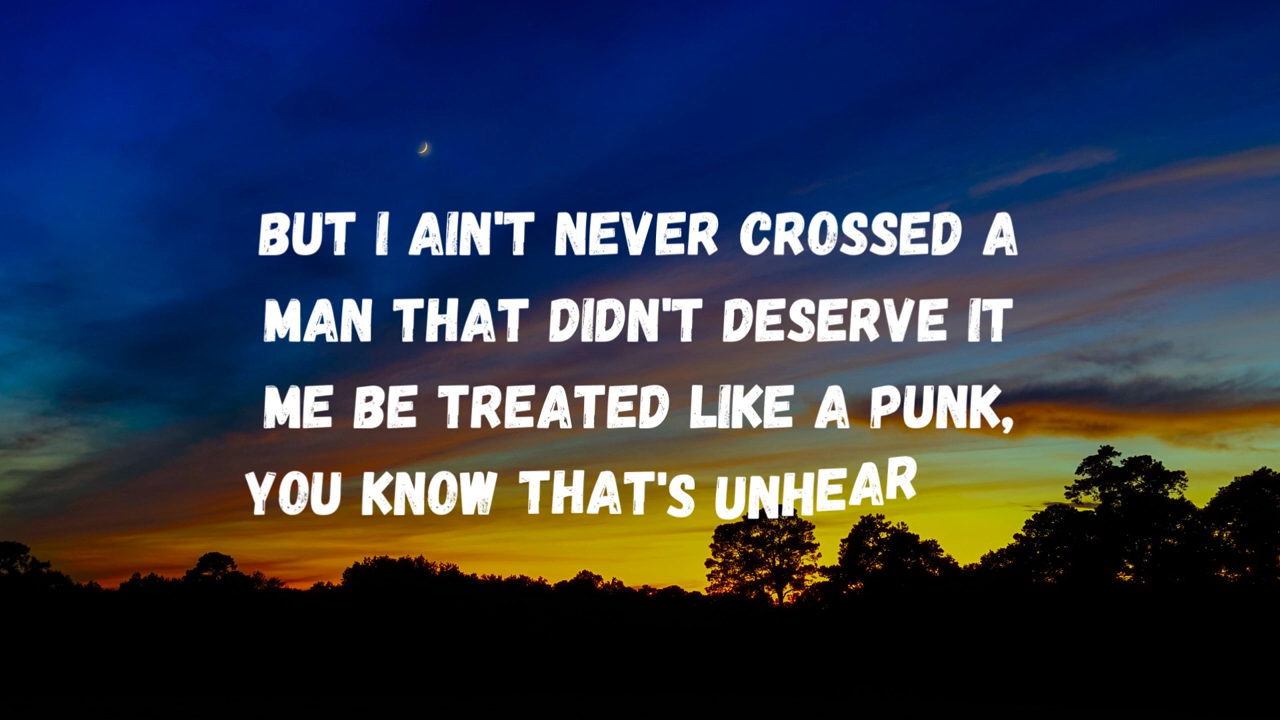 BUT I AIN'T NEVER CROSSED A
MAN THAT DIDN'T DESERVE IT
ME BE TREATED LIKE A PUNK,
YOU KNOW THAT'S UNHEAR